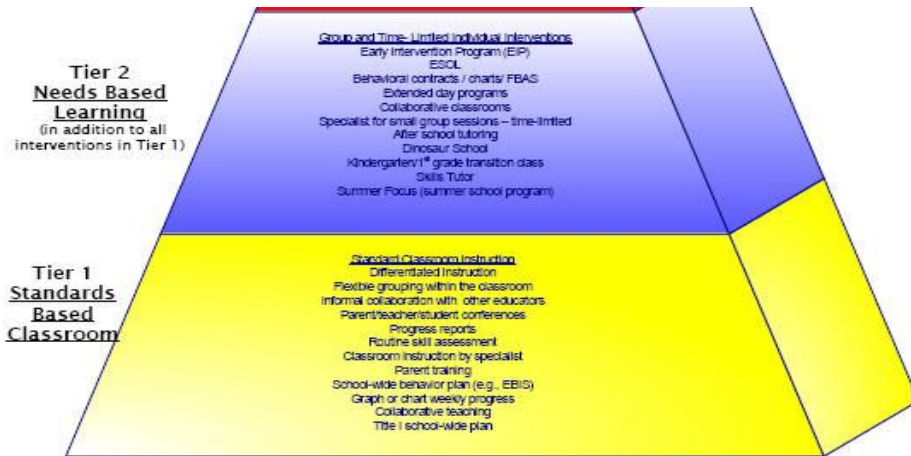 Tier 2
Needs Based
Learning
(in addition to all
interventions in Tier 1)
Group and Time- Limited Individual Interventions
Early Intervention Program (EIP)
ESOL
Behavioral contracts / charts/ FBAS
Extended day programs
Collaborative classrooms
Specialist for small group sessions – time-limited
After school tutoring
Dinosaur School
Kindergarten/1st grade transition class
Skills Tutor
Summer Focus (summer school program)
Tier 1
Standards
Based
Classroom
Standard Classroom Instruction
Differentiated Instruction
Flexible grouping within the classroom
Informal collaboration with other educators
Parent/teacher/student conferences
Progress reports
Routine skill assessment
Classroom instruction by specialist
Parent training
School-wide behavior plan (e.g., EBIS)
Graph or chart weekly progress
Collaborative teaching
Title I school-wide plan